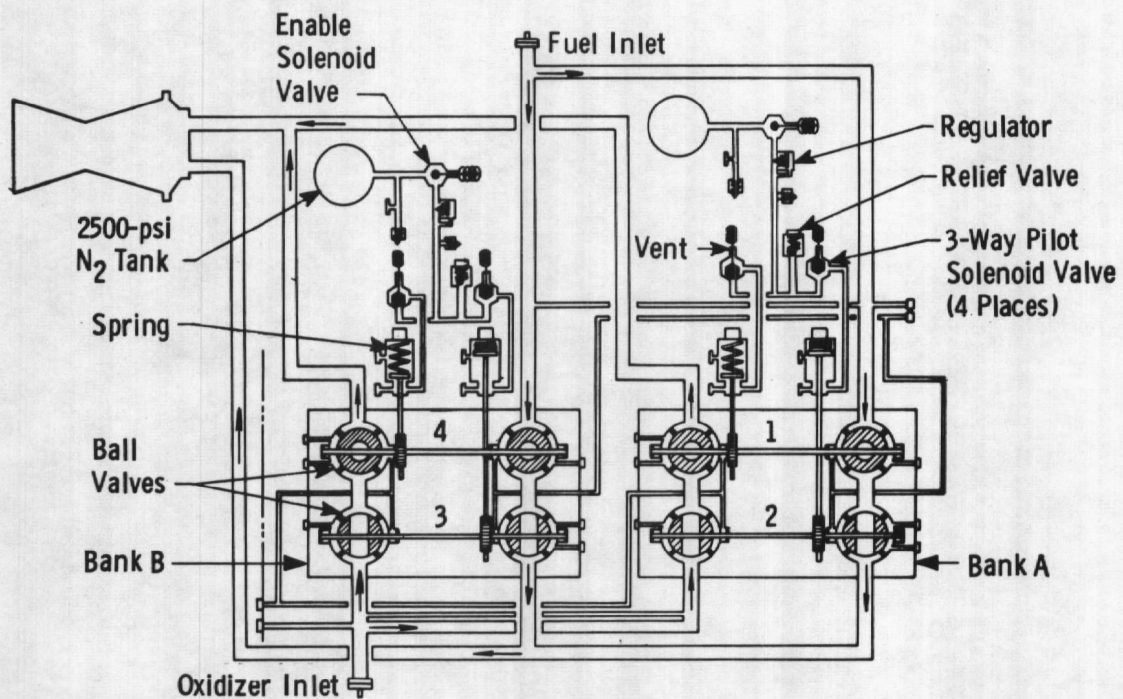 Enable
Solenoid
Valve
Fuel Inlet
Regulator
Relief Valve
2500-psi
N2 Tank
Vent
3-Way Pilot
Solenoid Valve
(4 Places)
Spring
4
1
Ball
Valves
3
2
Bank B
Bank A
Oxidizer Inlet